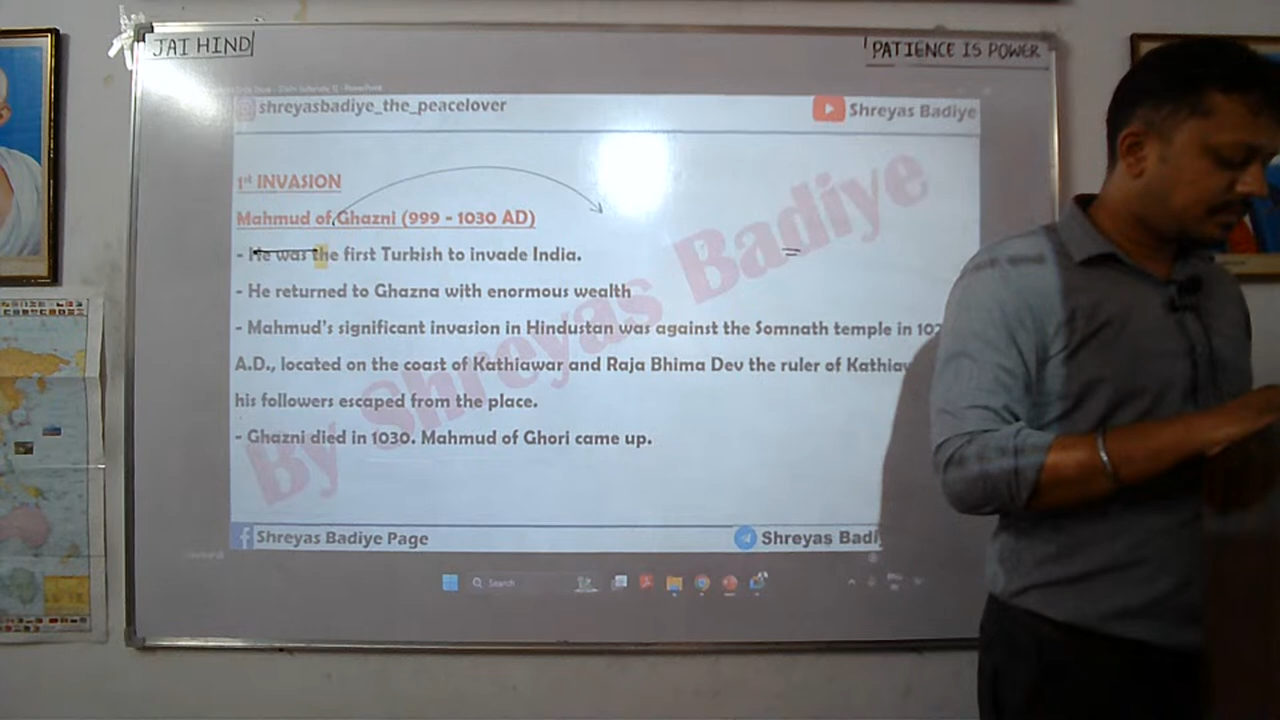 JAI HIND
'PATIENCE IS POWER
shreyasbadiye_the_peacelover
Shreyas Badiye
1st INVASION
Mahmud of Ghazni (999 - 1030 AD)
- He was the first Turkish to invade India.
- He returned to Ghazna with enormous wealth
- Mahmud's significant invasion in Hindustan was against the Somnath temple in
A.D., located on the coast of Kathiawar and Raja Bhima Dev the ruler of
his followers escaped from the place.
- Ghazni died in 1030. Mahmud of Ghori came up.
By Shreyas Badiye
Shreyas Badiye Page
Shreyas Badi
Search